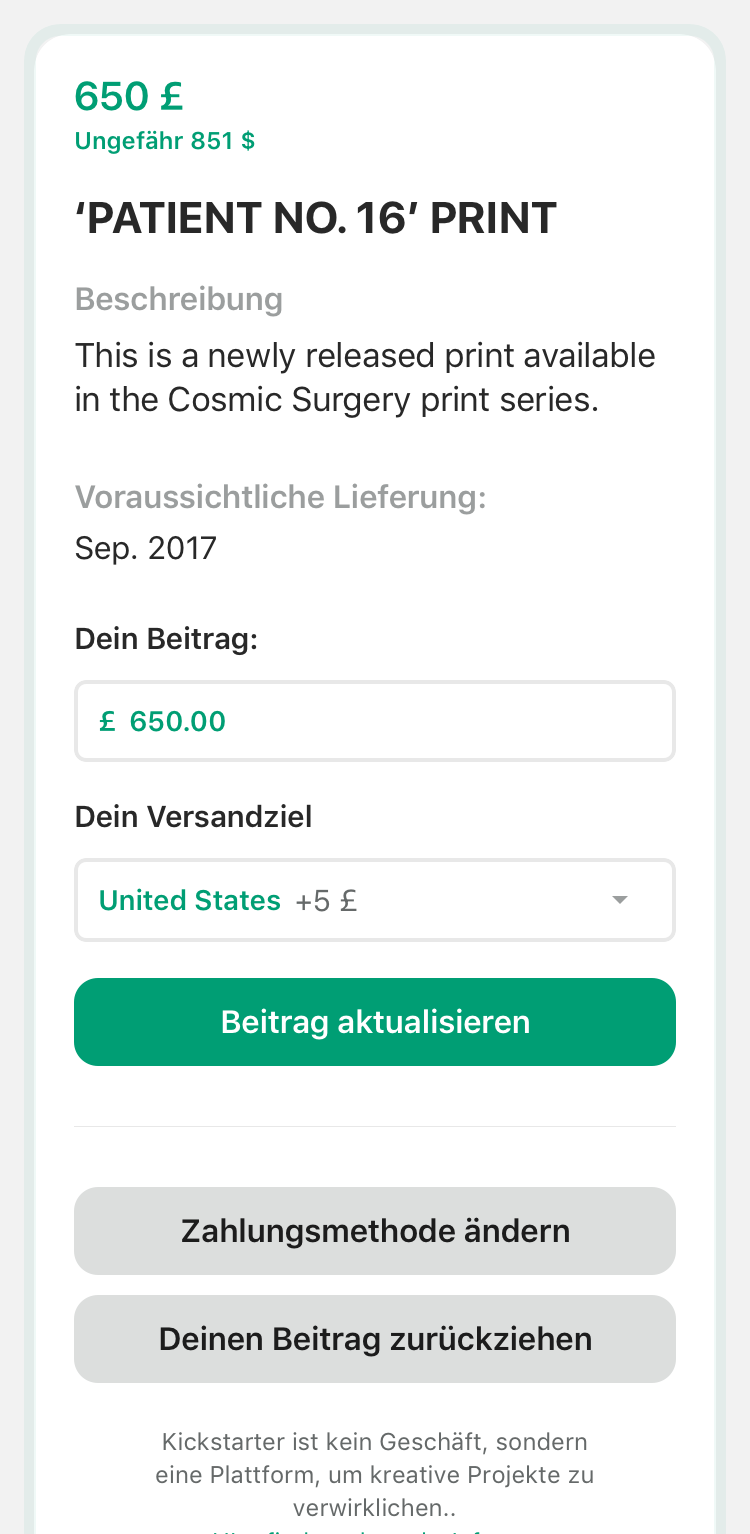 650 £
Ungefähr 851 $
‘PATIENT NO. 16’ PRINT
Beschreibung
This is a newly released print available
in the Cosmic Surgery print series.
Voraussichtliche Lieferung:
Sep. 2017
Dein Beitrag:
£ 650.00
Dein Versandziel
United States +5 £
Beitrag aktualisieren
Zahlungsmethode ändern
Deinen Beitrag zurückziehen
Kickstarter ist kein Geschäft, sondern
eine Plattform, um kreative Projekte zu
verwirklichen..